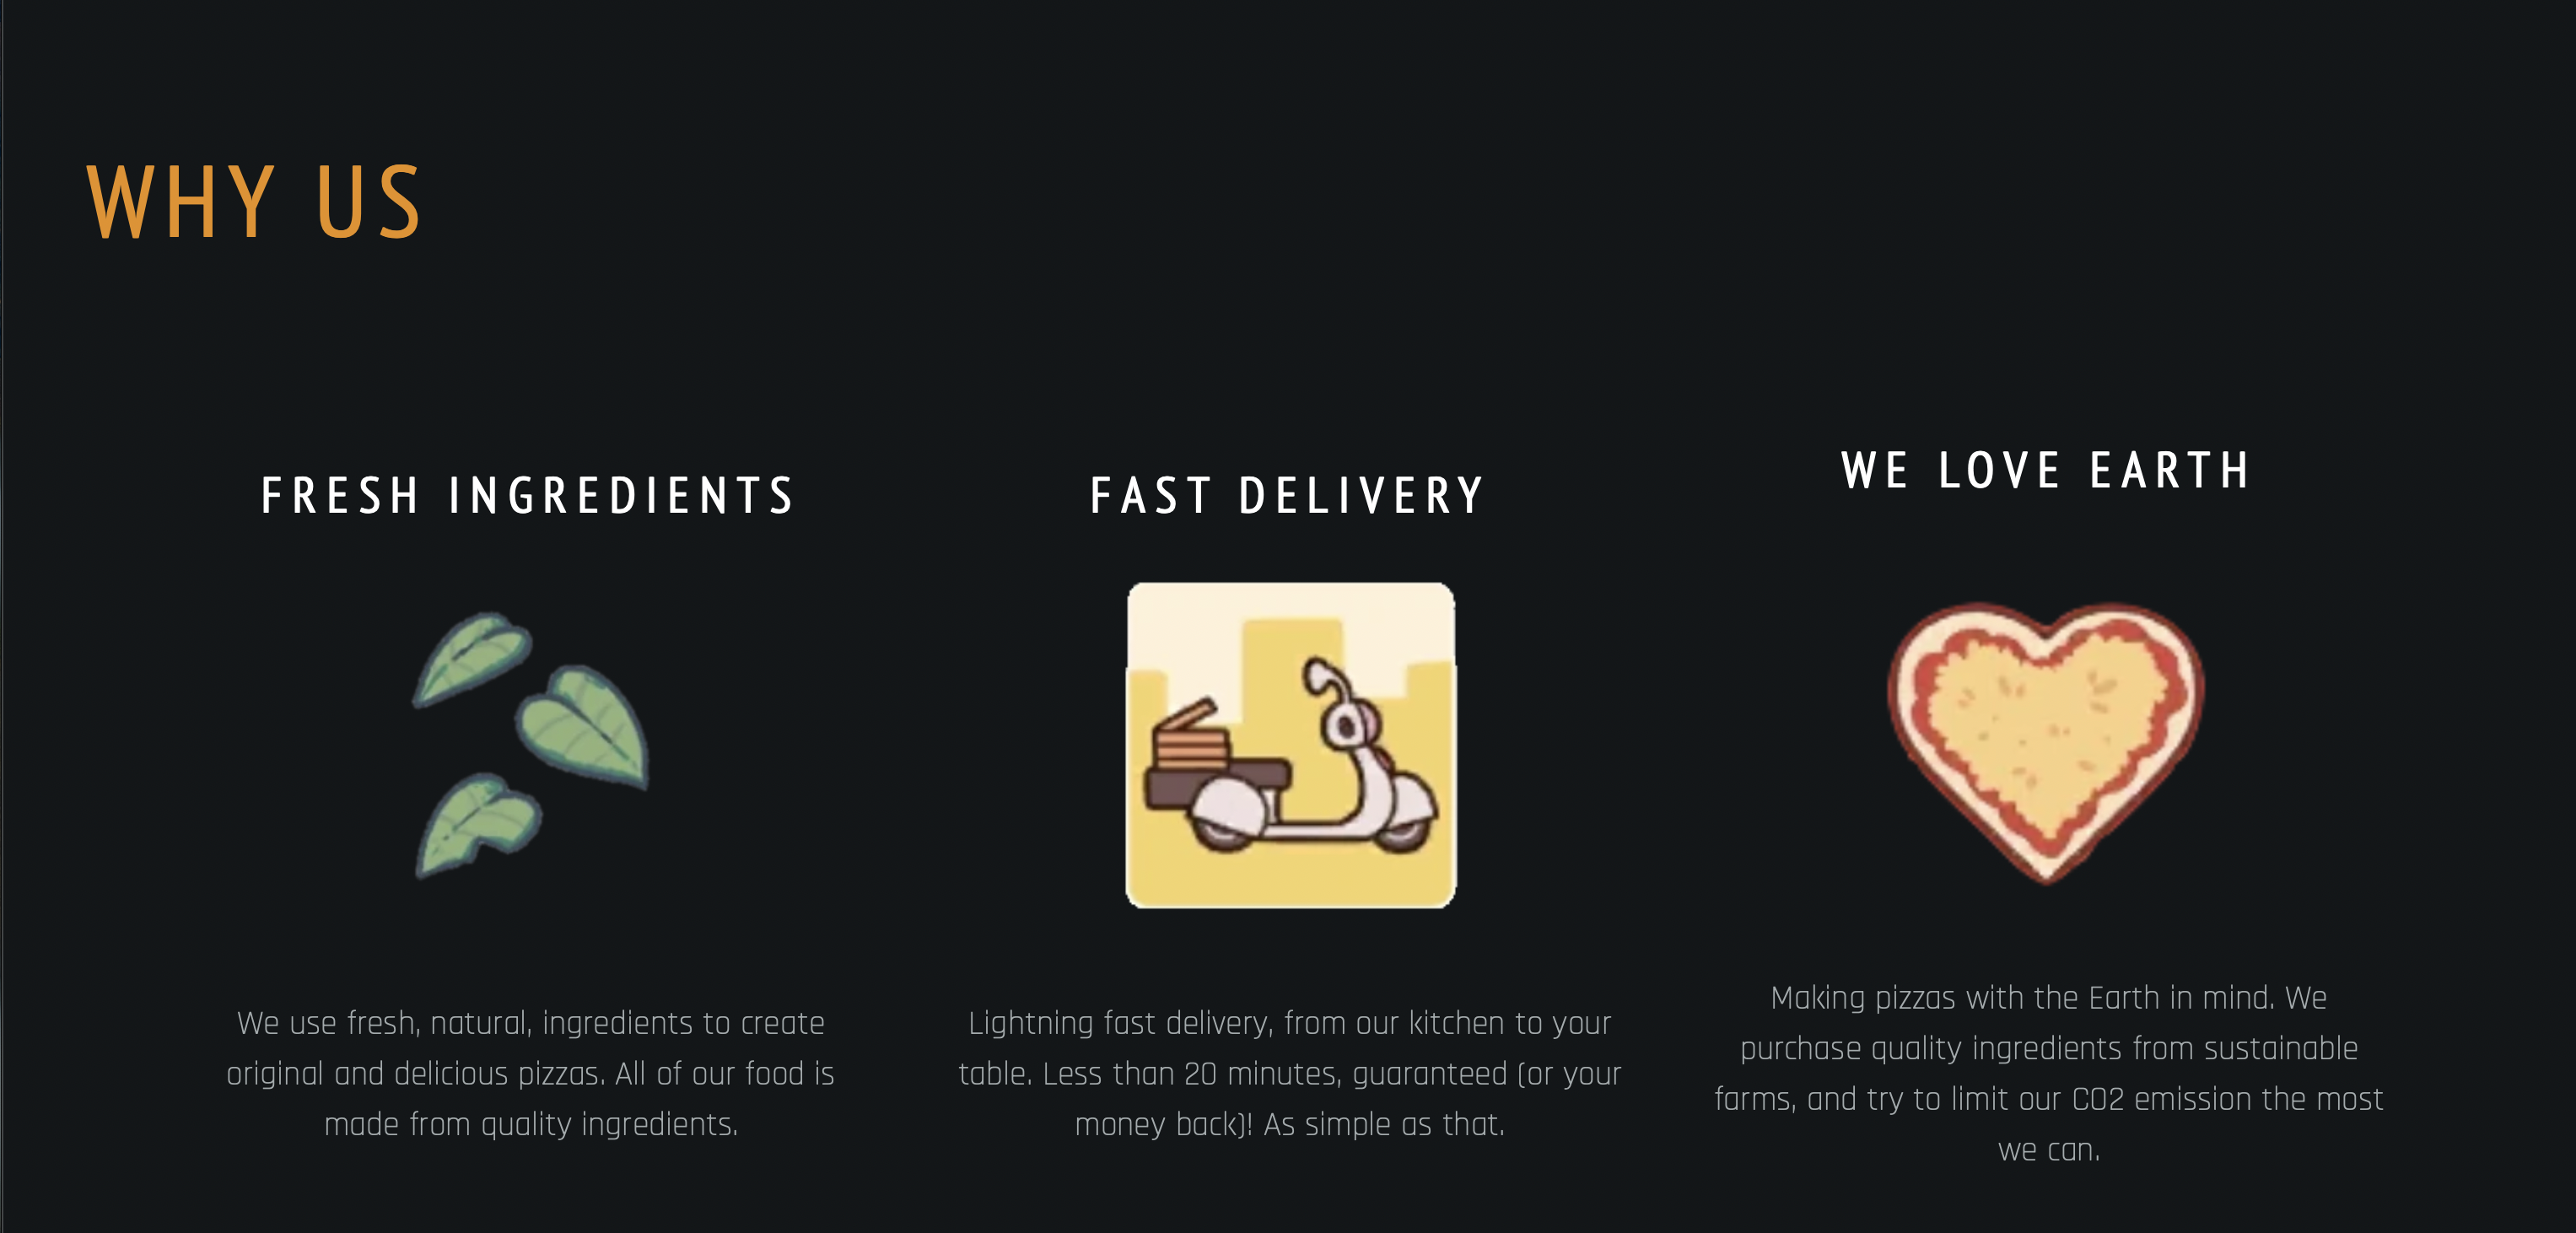 WHY US
FRESH INGREDIENTS
We use fresh, natural, ingredients to create
original and delicious pizzas. All of our food is
made from quality ingredients.
FAST DELIVERY
Lightning fast delivery, from our kitchen to your
table. Less than 20 minutes, guaranteed (or your
money back)! As simple as that.
WE LOVE EARTH
Making pizzas with the Earth in mind. We
purchase quality ingredients from sustainable
farms, and try to limit our CO2 emission the most
we can.